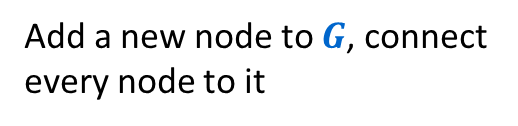 Add a new node to G, connect
every node to it